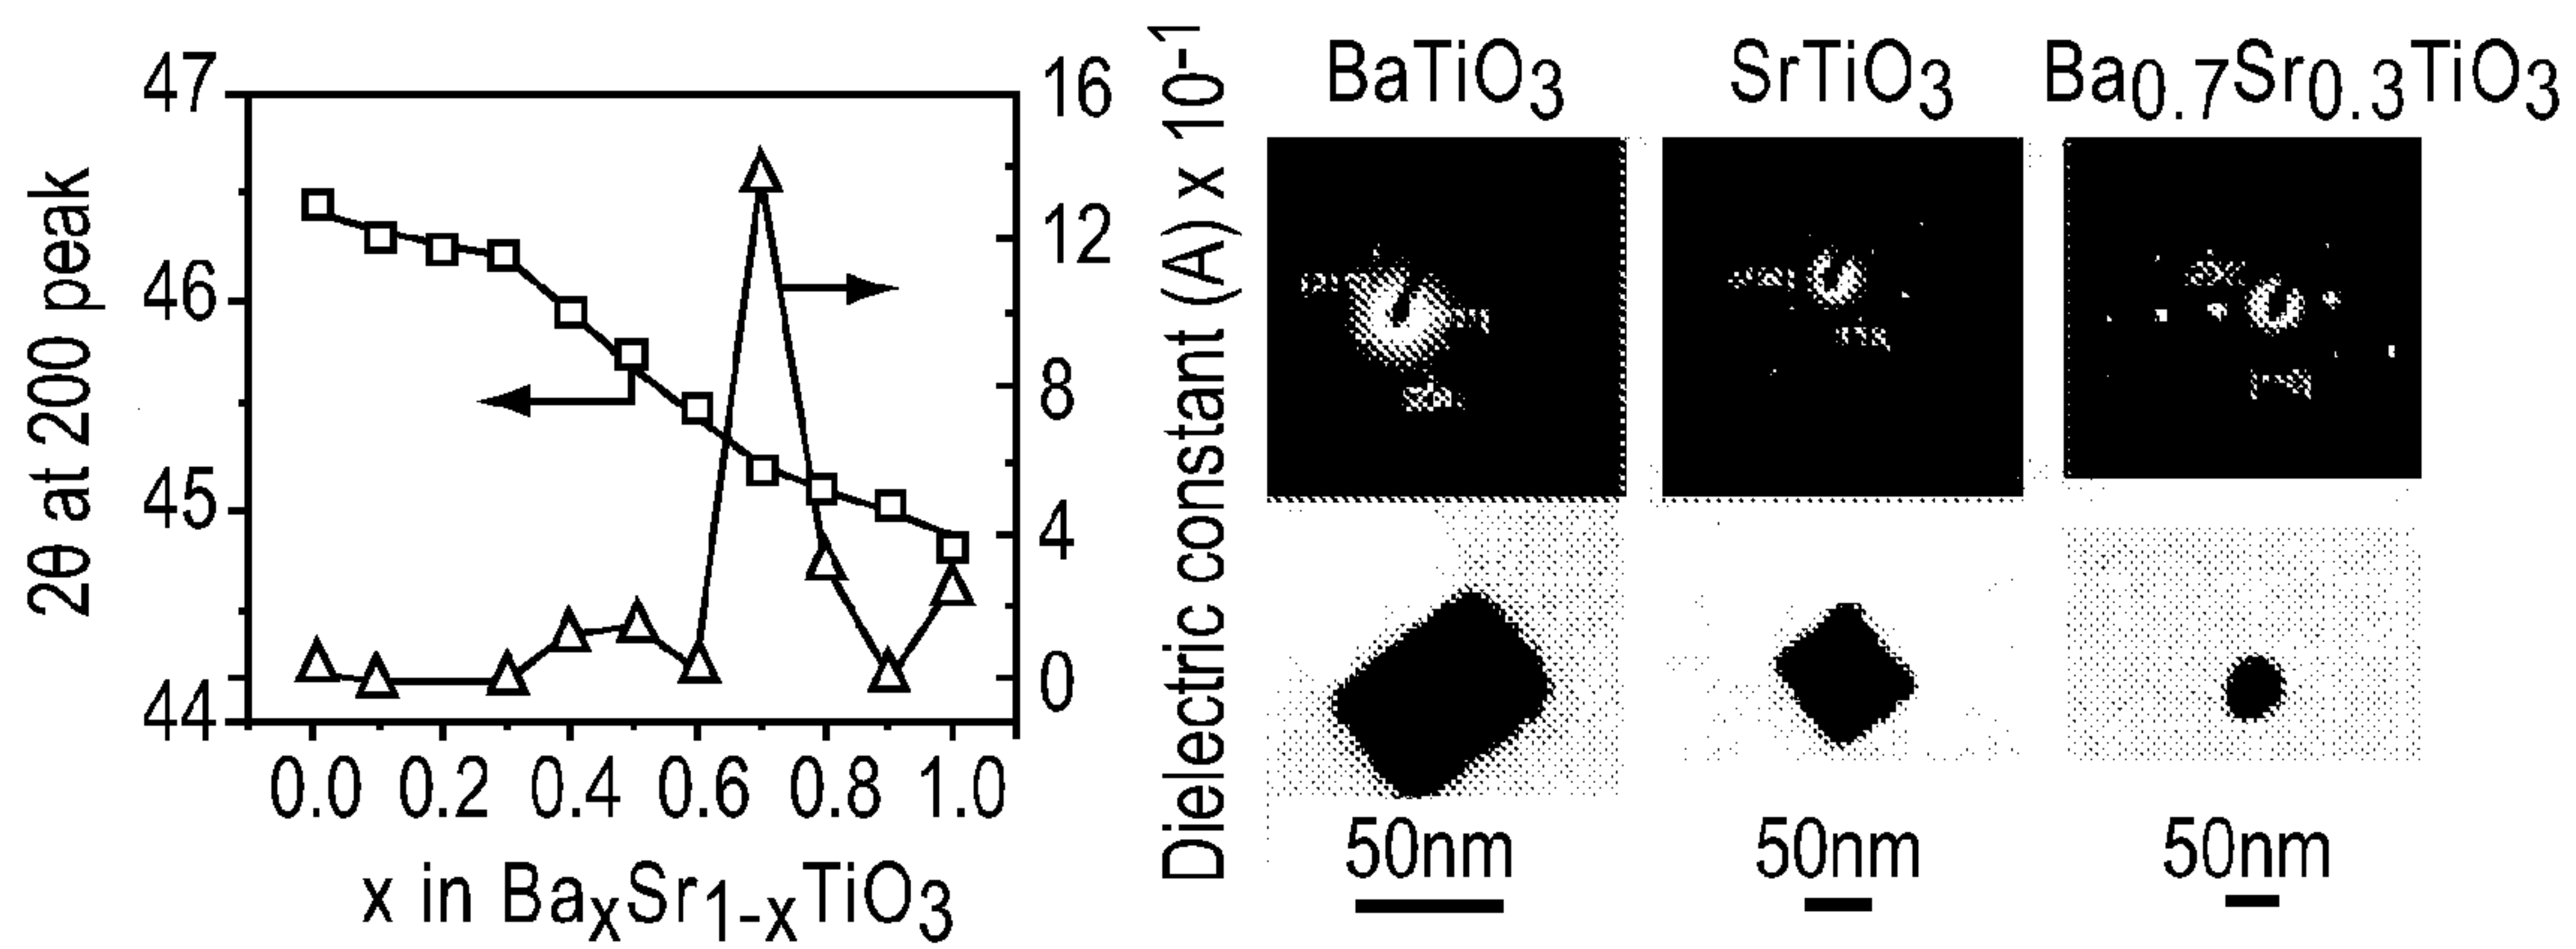 2θ at 200 peak
47
46
45
44
0.0 0.2 0.4 0.6 0.8 1.0
x in BaxSr1-xTiO3
16
12
8
4
0
Dielectric constant (A) x 10-1
BaTiO3
SrTiO3
Ba0.7Sr0.3TiO3
50nm
50nm
50nm